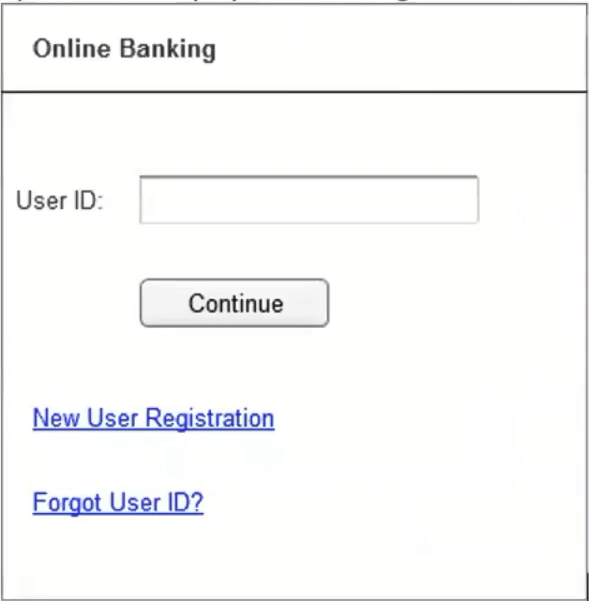 Online Banking
User ID:
Continue
New User Registration
Forgot User ID?